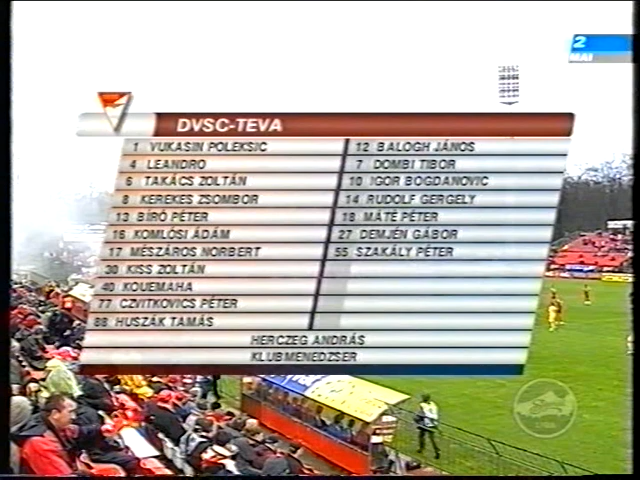 2
MAI
DVSC-TEVA
1 VUKASIN POLEKSIC
4 LEANDRO
6 TAKÁCS ZOLTÁN
8 KEREKES ZSOMBOR
13 BÍRÓ PÉTER
16 KOMLÓSI ÁDÁM
17 MÉSZÁROS NORBERT
30 KISS ZOLTÁN
40 KOUEMAHA
77 CZVITKOVICS PÉTER
88 HUSZÁK TAMÁS
12 BALOGH JÁNOS
7 DOMBI TIBOR
10 IGOR BOGDANOVIC
14 RUDOLF GERGELY
18 MÁTÉ PÉTER
27 DEMJÉN GÁBOR
55 SZAKÁLY PÉTER
HERCZEG ANDRÁS
KLUBMENEDZSER